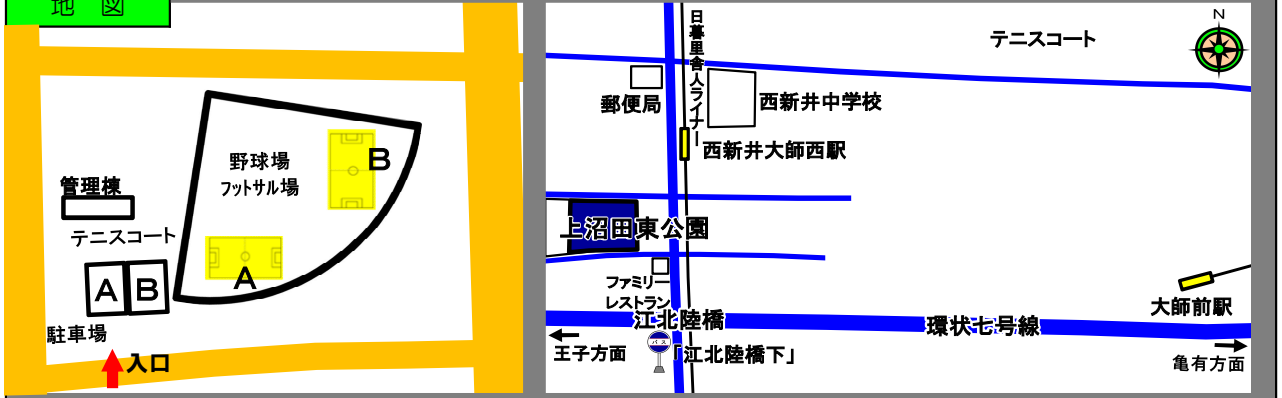 地 図
野球場
フットサル場
B
管理棟
テニスコート
A B
A
駐車場
入口
日暮里舎人ライナー
テニスコート
N
郵便局
西新井中学校
西新井大師西駅
上沼田東公園
ファミリー
レストラン
大師前駅
江北陸橋
環状七号線
王子方面
バス
「江北陸橋下」
亀有方面